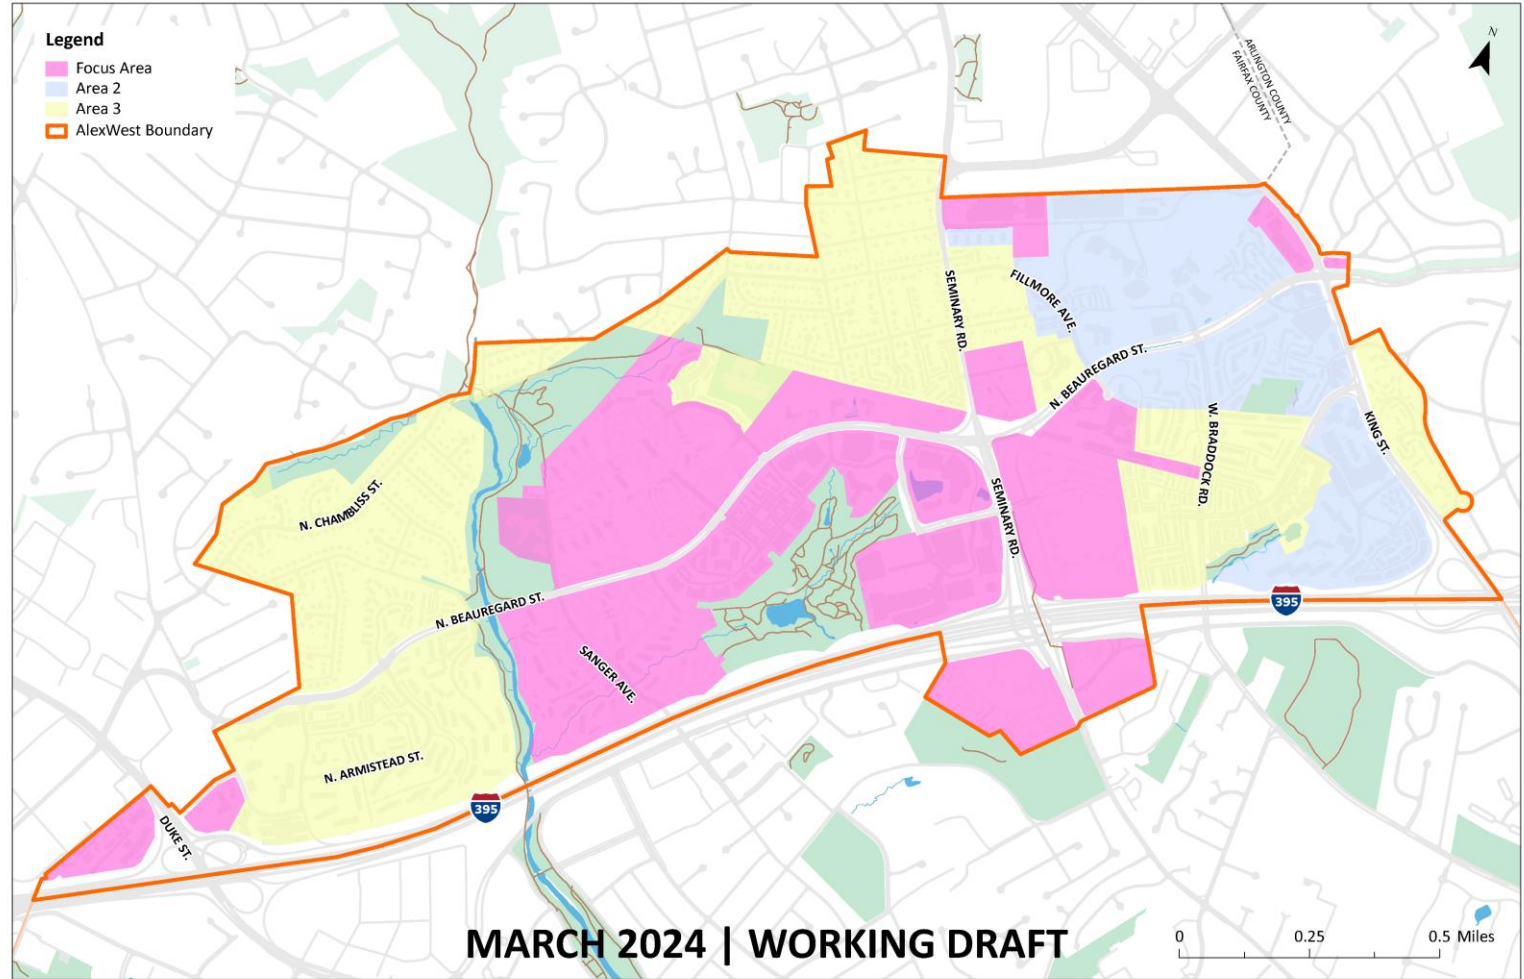 Legend
Focus Area
Area 2
Area 3
AlexWest Boundary
N
ARLINGTON COUNTY
FAIRFAX COUNTY
SEMINARY RD.
FILLMORE AVE.
N. BEAUREGARD ST.
W. BRADDOCK RD.
KING ST.
N. CHAMBLISS ST.
SEMINARY RD.
N. BEAUREGARD ST.
395
SANGER AVE.
N. ARMISTEAD ST.
395
DUKE ST.
MARCH 2024 | WORKING DRAFT
0 0.25 0.5 Miles